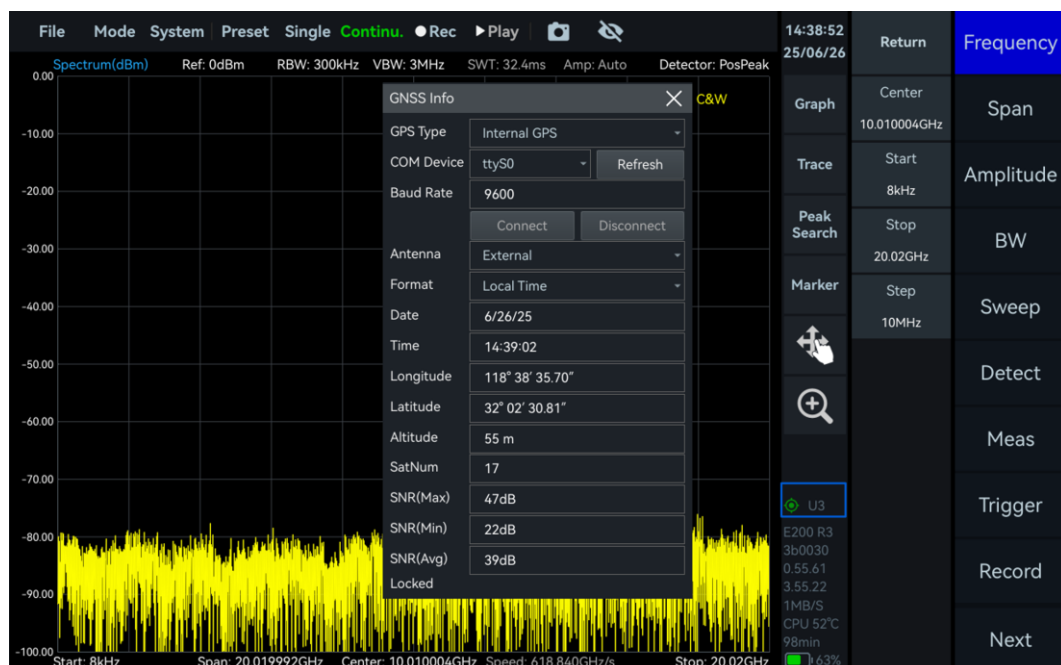 File Mode System Preset Single Continu. Rec Play
14:38:52
25/06/26
Spectrum(dBm) Ref: 0dBm RBW: 300kHz VBW: 3MHz SWT: 32.4ms Amp: Auto Detector: PosPeak
C&W
0.00
-10.00
-20.00
-30.00
-40.00
-50.00
-60.00
-70.00
-80.00
-90.00
-100.00
Start: 8kHz Span: 20.019992GHz Center: 10.010004GHz Speed: 618.840GHz/s Stop: 20.02GHz
GNSS Info
GPS Type Internal GPS
COM Device ttyS0 Refresh
Baud Rate 9600
Connect Disconnect
Antenna External
Format Local Time
Date 6/26/25
Time 14:39:02
Longitude 118° 38′ 35.70″
Latitude 32° 02′ 30.81″
Altitude 55 m
SatNum 17
SNR(Max) 47dB
SNR(Min) 22dB
SNR(Avg) 39dB
Locked
Graph
Trace
Peak
Search
Marker
U3
E200 R3
3b0030
0.55.61
3.55.22
1MB/S
CPU 52°C
98min
63%
Return
Center
10.010004GHz
Start
8kHz
Stop
20.02GHz
Step
10MHz
Frequency
Span
Amplitude
BW
Sweep
Detect
Meas
Trigger
Record
Next